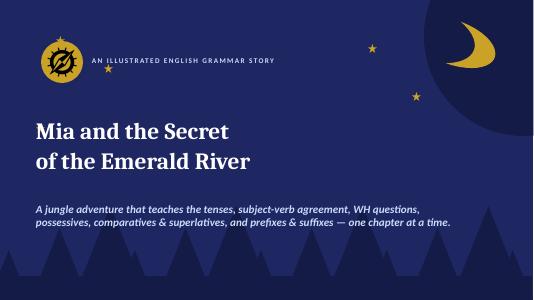 AN ILLUSTRATED ENGLISH GRAMMAR STORY
Mia and the Secret
of the Emerald River
A jungle adventure that teaches the tenses, subject-verb agreement, WH questions,
possessives, comparatives & superlatives, and prefixes & suffixes — one chapter at a time.